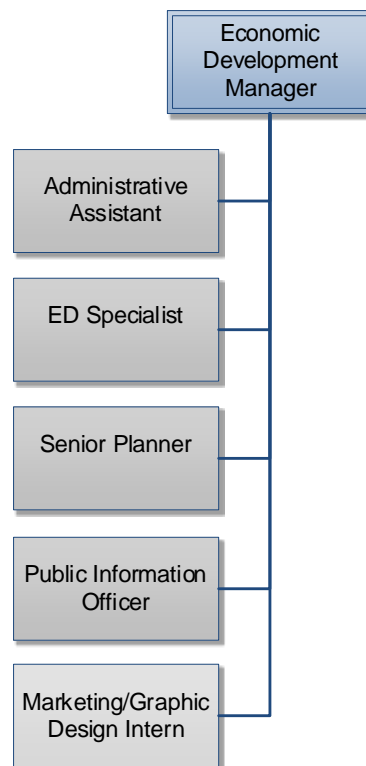 Economic
Development
Manager
Administrative
Assistant
ED Specialist
Senior Planner
Public Information
Officer
Marketing/Graphic
Design Intern